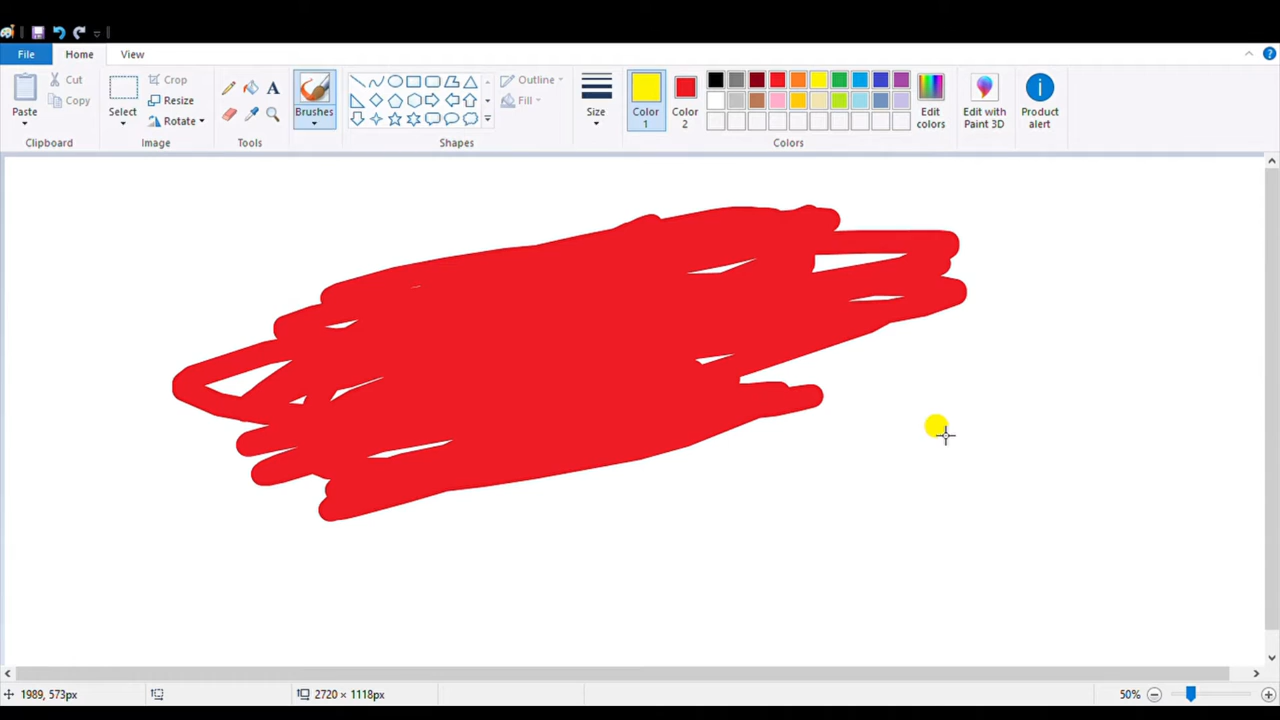 File Home View
Paste Cut Copy Select Crop Resize Rotate A Brushes Outline Fill Size Color 1 Color 2 Edit colors Edit with Paint 3D Product alert
Clipboard Image Tools Shapes Colors
1989, 573px 2720 × 1118px 50%